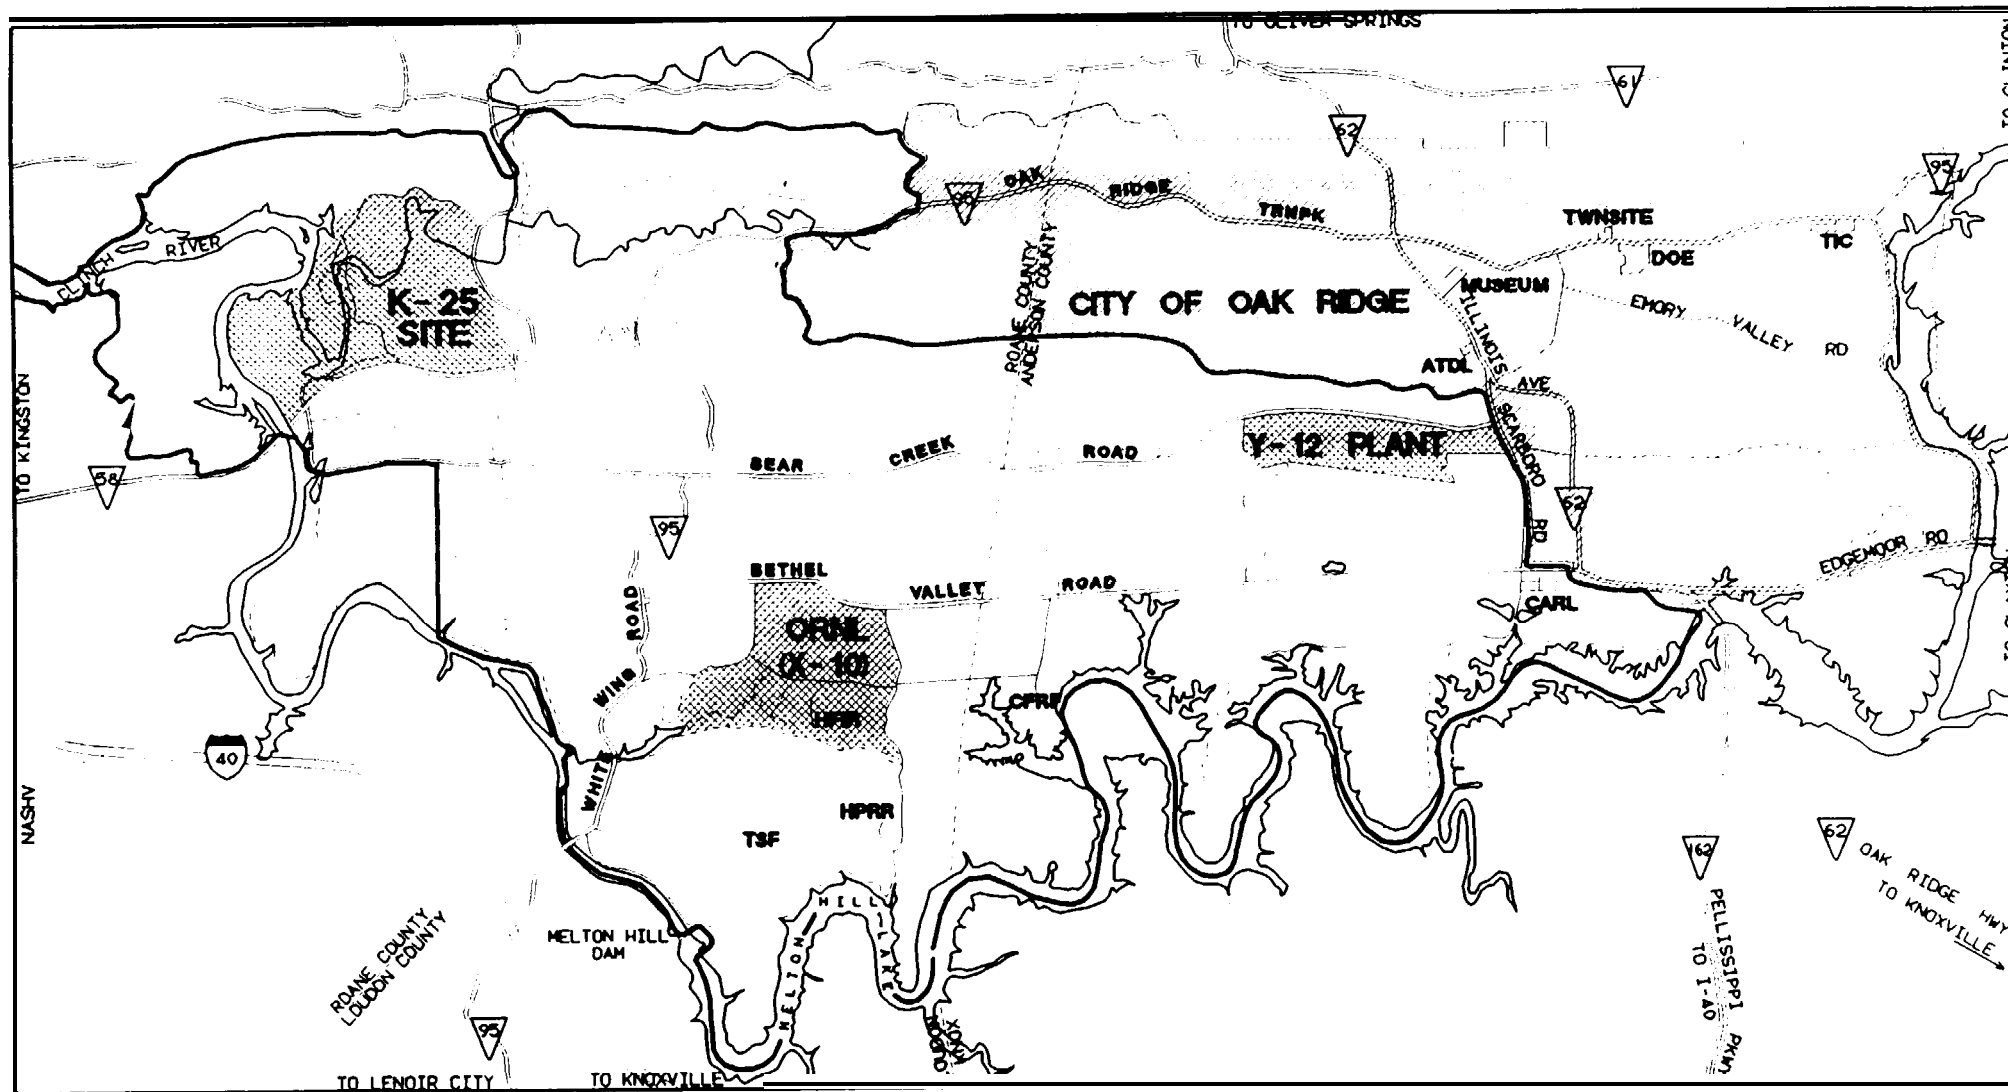 TO OLIVER SPRINGS
TO CLINTON
61
62
95
95
OAK RIDGE TRNPK
TWNSITE
TIC
DOE
CLINCH RIVER
ROANE COUNTY
ANDERSON COUNTY
K-25
SITE
CITY OF OAK RIDGE
MUSEUM
EMORY VALLEY RD
ILLINOIS AVE
ATDL
TO KINGSTON
SCARBORO RD
Y-12 PLANT
BEAR CREEK ROAD
58
95
62
EDGEMOOR RD
BETHEL VALLEY ROAD
CARL
ORNL
(X-10)
WHITE WING ROAD
CFRF
40
NASHV
HPRR
TSF
162
62
OAK RIDGE HWY
TO KNOXVILLE
PELLISSIPPI PKWY
TO I-40
MELTON HILL LAKE
MELTON HILL
DAM
ROANE COUNTY
LOUDON COUNTY
95
KNOX
LOUDON
TO LENOIR CITY
TO KNOXVILLE